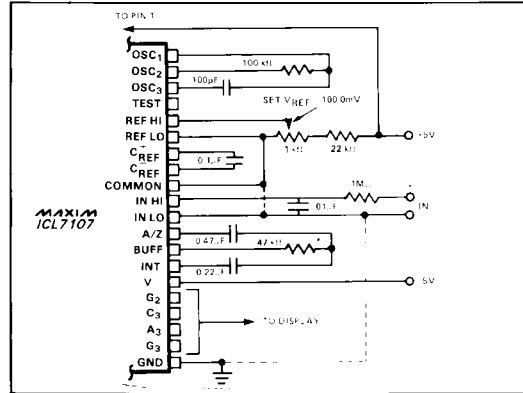 TO PIN 1
OSC1
OSC2
OSC3
TEST
REF HI
REF LO
C+REF
C-REF
COMMON
IN HI
IN LO
A/Z
BUFF
INT
V
G2
C3
A3
G3
GND
MAXIM
ICL7107
100 kΩ
100pF
SET VREF
100.0mV
1 kΩ
22 kΩ
+5V
0.1µF
1MΩ
+
.01µF
IN
0.47µF
47 kΩ
*
0.22µF
-5V
TO DISPLAY